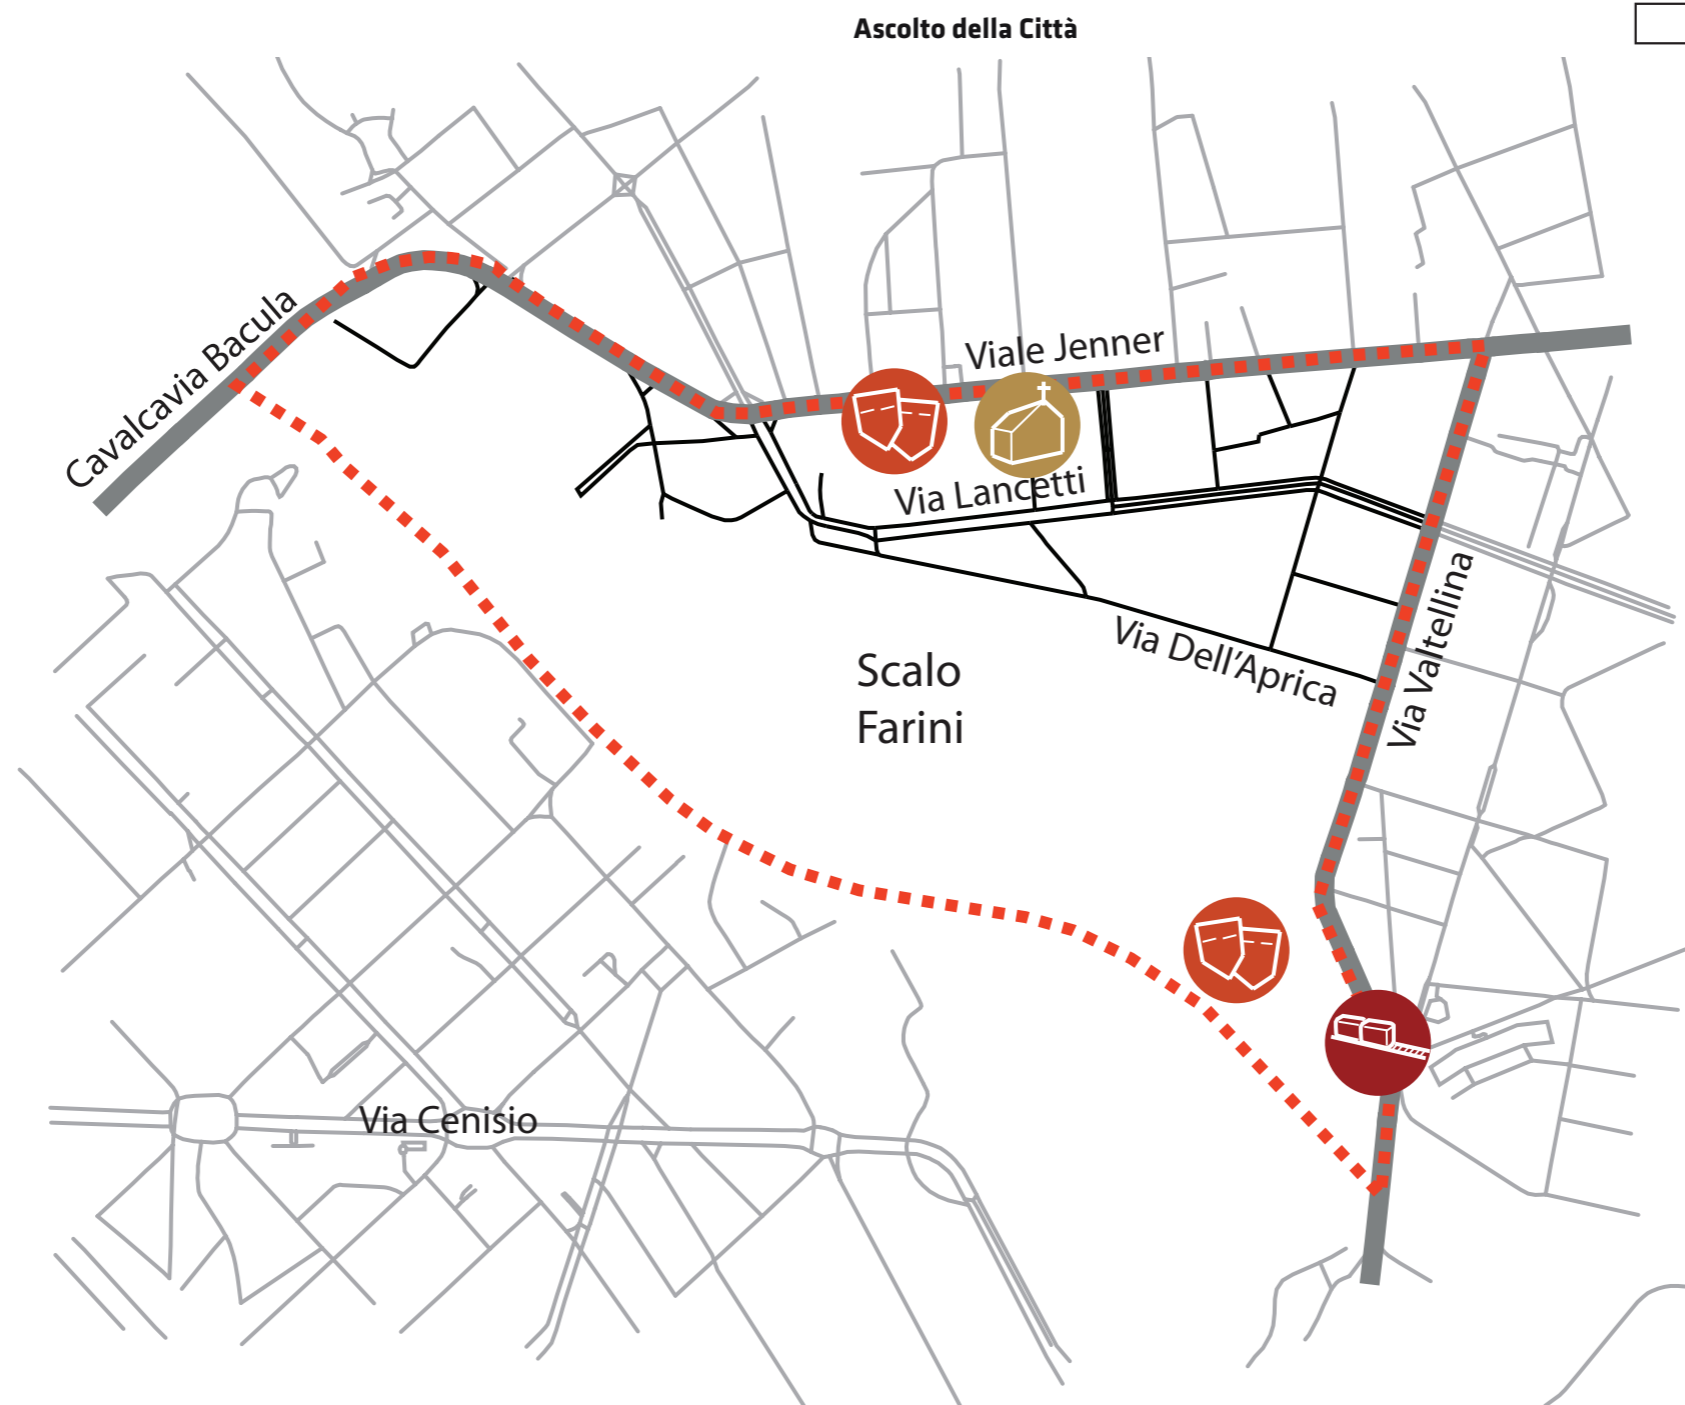 Ascolto della Città
Cavalcavia Bacula
Viale Jenner
Via Lancetti
Via Dell'Aprica
Via Valtellina
Scalo
Farini
Via Cenisio